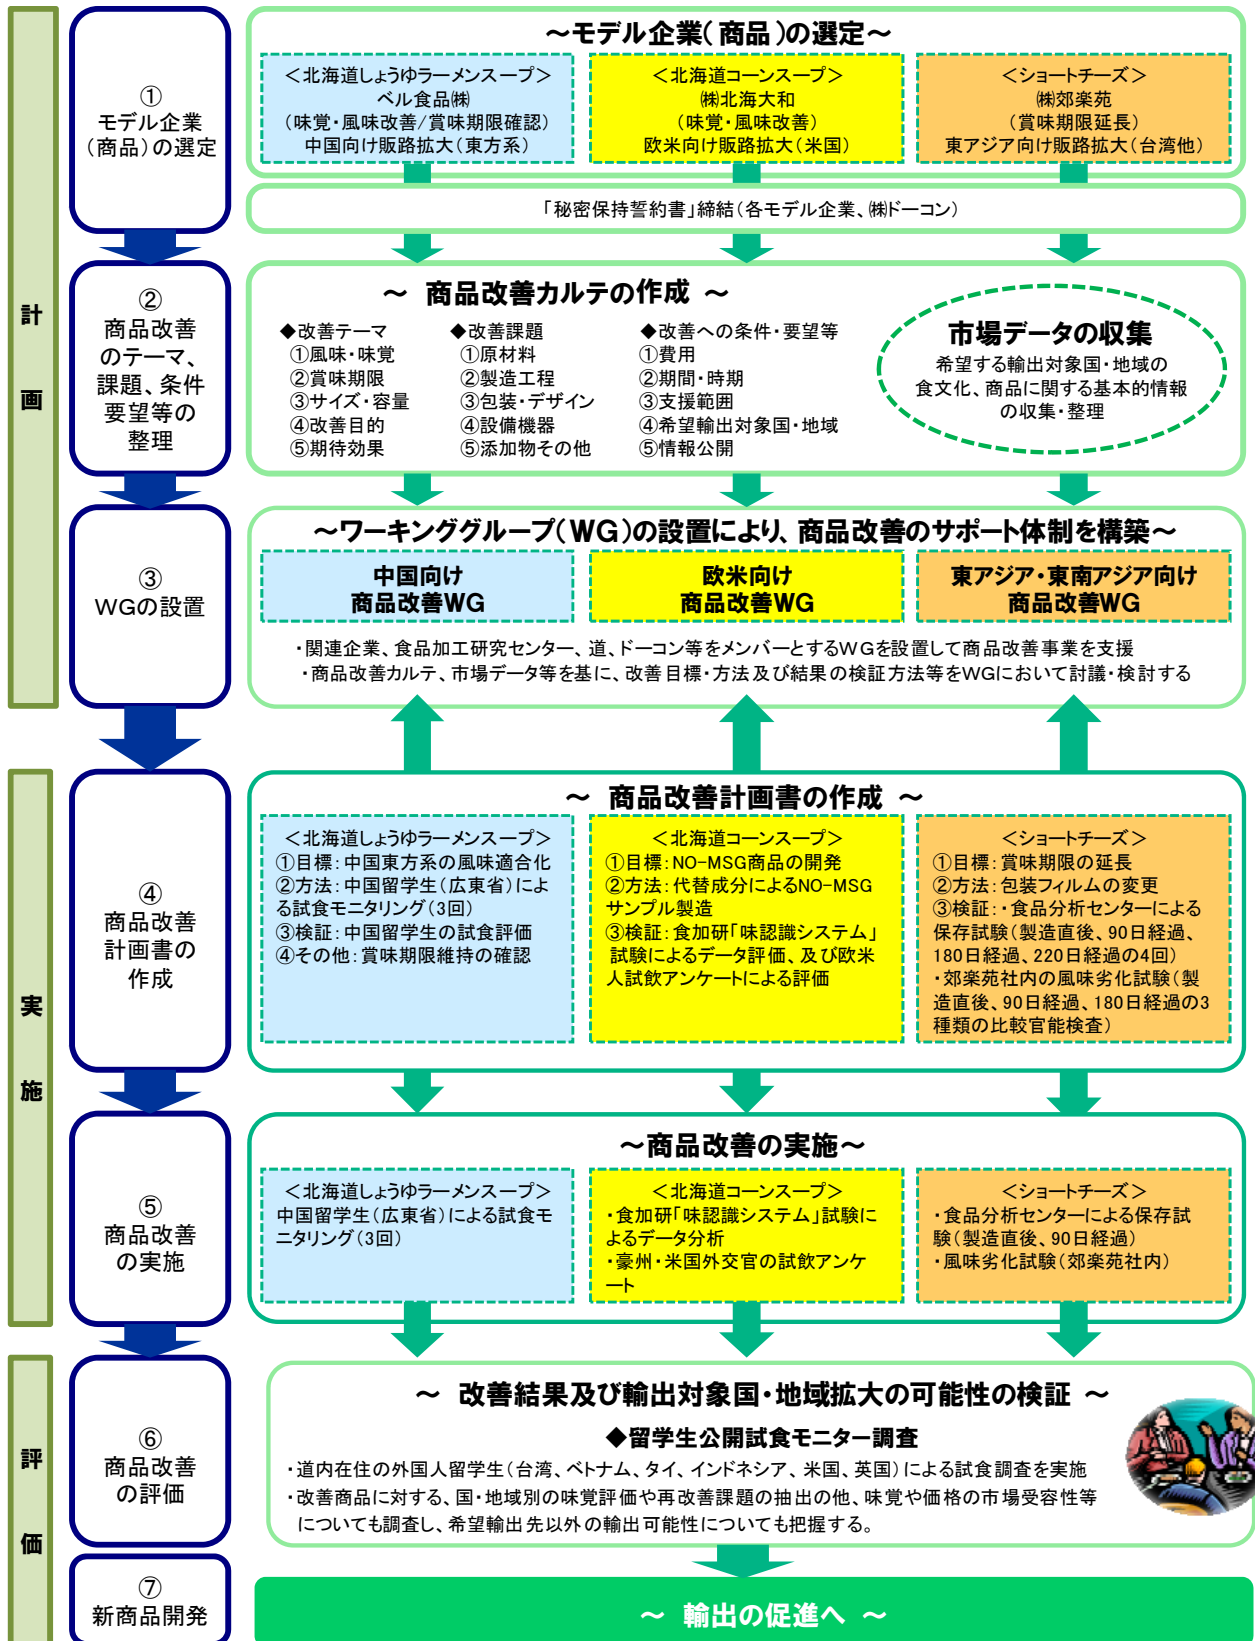 計画
①
モデル企業
(商品)の選定
～モデル企業(商品)の選定～
＜北海道しょうゆラーメンスープ＞
ベル食品㈱
(味覚・風味改善/賞味期限確認)
中国向け販路拡大(東方系)
＜北海道コーンスープ＞
㈱北海大和
(味覚・風味改善)
欧米向け販路拡大(米国)
＜ショートチーズ＞
㈱郊楽苑
(賞味期限延長)
東アジア向け販路拡大(台湾他)
「秘密保持誓約書」締結(各モデル企業、㈱ドーコン)
②
商品改善
のテーマ、
課題、条件
要望等の
整理
～ 商品改善カルテの作成 ～
◆改善テーマ
①風味・味覚
②賞味期限
③サイズ・容量
④改善目的
⑤期待効果
◆改善課題
①原材料
②製造工程
③包装・デザイン
④設備機器
⑤添加物その他
◆改善への条件・要望等
①費用
②期間・時期
③支援範囲
④希望輸出対象国・地域
⑤情報公開
市場データの収集
希望する輸出対象国・地域の
食文化、商品に関する基本的情報
の収集・整理
③
WGの設置
～ワーキンググループ(WG)の設置により、商品改善のサポート体制を構築～
中国向け
商品改善WG
欧米向け
商品改善WG
東アジア・東南アジア向け
商品改善WG
・関連企業、食品加工研究センター、道、ドーコン等をメンバーとするWGを設置して商品改善事業を支援
・商品改善カルテ、市場データ等を基に、改善目標・方法及び結果の検証方法等をWGにおいて討議・検討する
実施
④
商品改善
計画書の
作成
～ 商品改善計画書の作成 ～
＜北海道しょうゆラーメンスープ＞
①目標：中国東方系の風味適合化
②方法：中国留学生(広東省)によ
る試食モニタリング(3回)
③検証：中国留学生の試食評価
④その他：賞味期限維持の確認
＜北海道コーンスープ＞
①目標：NO-MSG商品の開発
②方法：代替成分によるNO-MSG
サンプル製造
③検証：食加研「味認識システム」
試験によるデータ評価、及び欧米
人試飲アンケートによる評価
＜ショートチーズ＞
①目標：賞味期限の延長
②方法：包装フィルムの変更
③検証：・食品分析センターによる
保存試験(製造直後、90日経過、
180日経過、220日経過の4回)
・郊楽苑社内の風味劣化試験(製
造直後、90日経過、180日経過の3
種類の比較官能検査)
⑤
商品改善
の実施
～商品改善の実施～
＜北海道しょうゆラーメンスープ＞
中国留学生(広東省)による試食モ
ニタリング(3回)
＜北海道コーンスープ＞
・食加研「味認識システム」試験に
よるデータ分析
・豪州・米国外交官の試飲アンケ
ート
＜ショートチーズ＞
・食品分析センターによる保存試
験(製造直後、90日経過)
・風味劣化試験(郊楽苑社内)
評価
⑥
商品改善
の評価
～ 改善結果及び輸出対象国・地域拡大の可能性の検証 ～
◆留学生公開試食モニター調査
・道内在住の外国人留学生(台湾、ベトナム、タイ、インドネシア、米国、英国)による試食調査を実施
・改善商品に対する、国・地域別の味覚評価や再改善課題の抽出の他、味覚や価格の市場受容性等
についても調査し、希望輸出先以外の輸出可能性についても把握する。
⑦
新商品開発
～ 輸出の促進へ ～